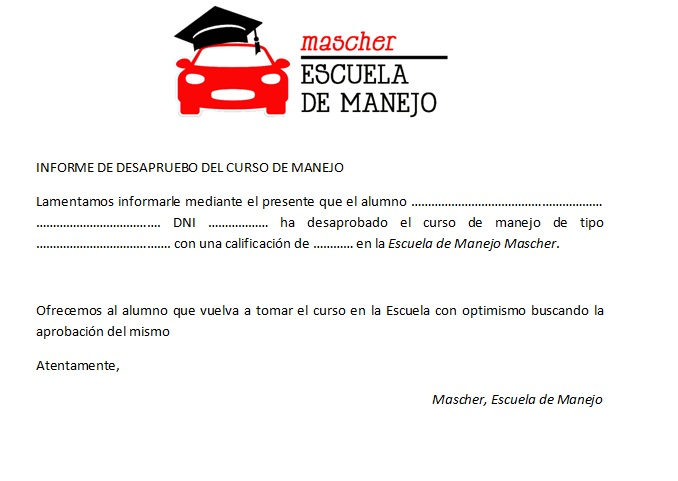 mascher
ESCUELA
DE MANEJO
INFORME DE DESAPRUEBO DEL CURSO DE MANEJO
Lamentamos informarle mediante el presente que el alumno .........................................................
..................................... DNI .................. ha desaprobado el curso de manejo de tipo
........................................ con una calificación de ............ en la Escuela de Manejo Mascher.
Ofrecemos al alumno que vuelva a tomar el curso en la Escuela con optimismo buscando la
aprobación del mismo
Atentamente,
Mascher, Escuela de Manejo